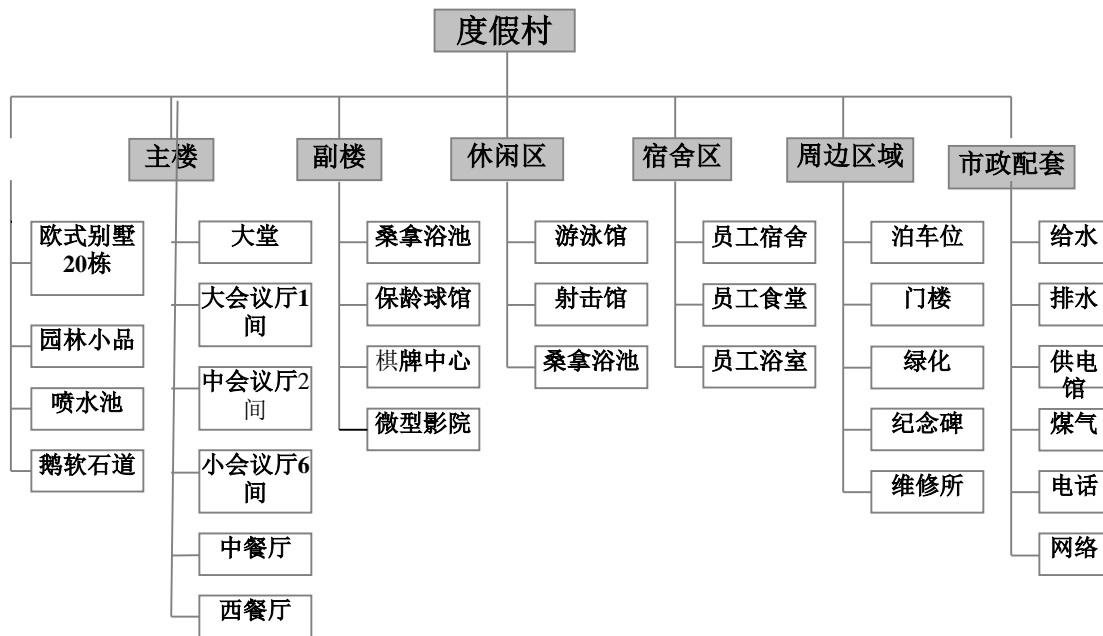 度假村
主楼
副楼
休闲区
宿舍区
周边区域
市政配套
欧式别墅
20栋
园林小品
喷水池
鹅软石道
大堂
大会议厅1
间
中会议厅2
间
小会议厅6
间
中餐厅
西餐厅
桑拿浴池
保龄球馆
棋牌中心
微型影院
游泳馆
射击馆
桑拿浴池
员工宿舍
员工食堂
员工浴室
泊车位
门楼
绿化
纪念碑
维修所
给水
排水
供电
馆
煤气
电话
网络